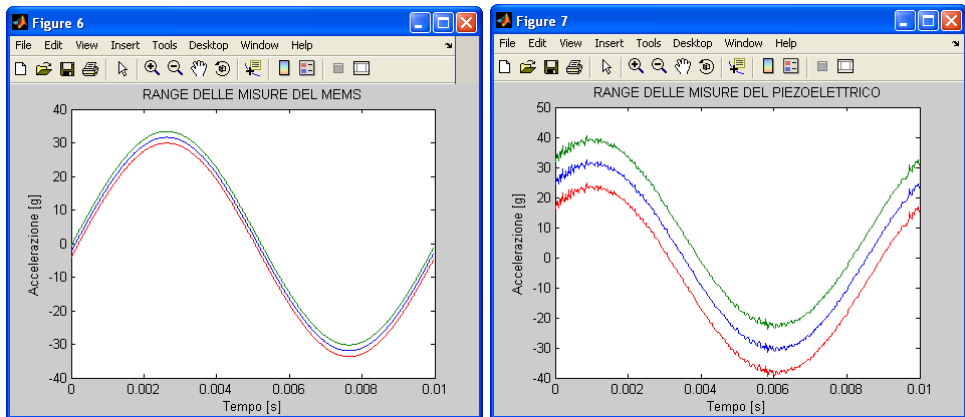 Figure 6
File Edit View Insert Tools Desktop Window Help
RANGE DELLE MISURE DEL MEMS
40
30
20
10
0
-10
-20
-30
-40
0 0.002 0.004 0.006 0.008 0.01
Accelerazione [g]
Tempo [s]
Figure 7
File Edit View Insert Tools Desktop Window Help
RANGE DELLE MISURE DEL PIEZOELETTRICO
50
40
30
20
10
0
-10
-20
-30
-40
0 0.002 0.004 0.006 0.008 0.01
Accelerazione [g]
Tempo [s]